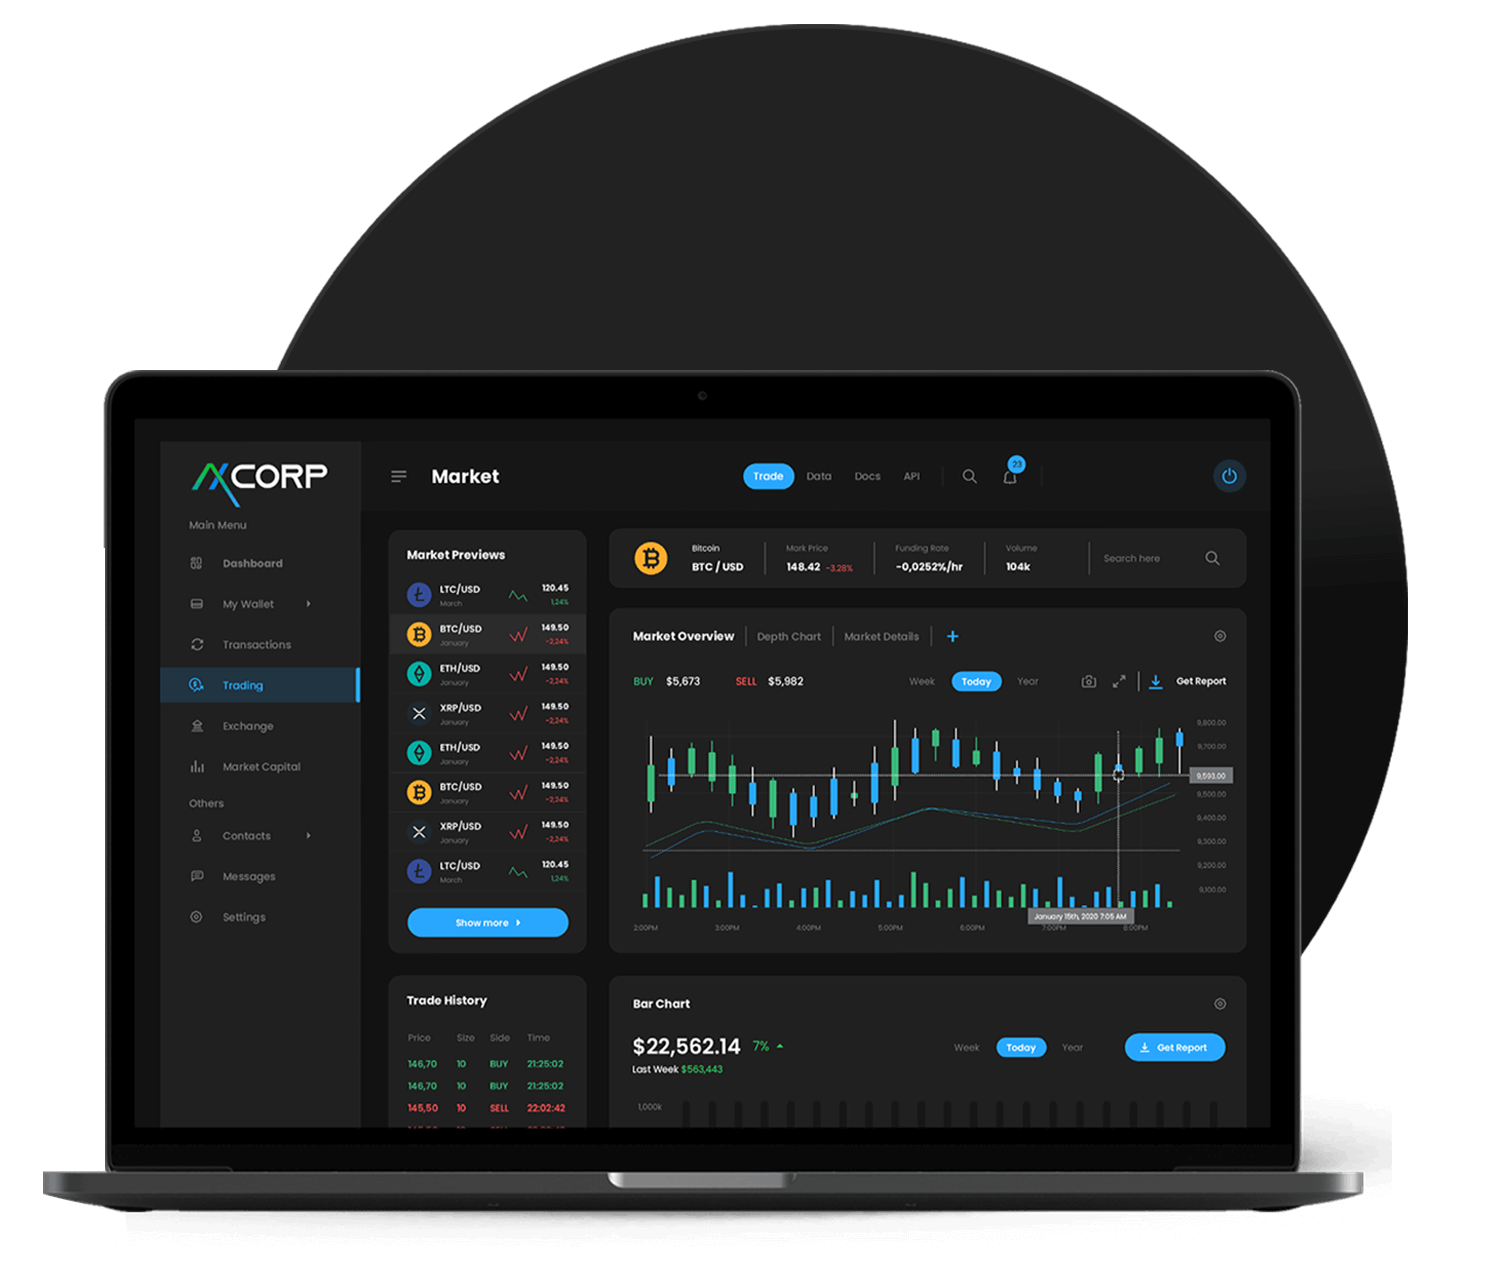 AXCORP
Market
Trade Data Docs API
23
Main Menu
Dashboard
My Wallet
Transactions
Trading
Exchange
Market Capital
Others
Contacts
Messages
Settings
Market Previews
LTC/USD 120.45
March 1,24%
BTC/USD 149.50
January -2,24%
ETH/USD 149.50
January -2,24%
XRP/USD 149.50
January -2,24%
ETH/USD 149.50
January -2,24%
BTC/USD 149.50
January -2,24%
XRP/USD 149.50
January -2,24%
LTC/USD 120.45
March 1,24%
Show more
Trade History
Price Size Side Time
146,70 10 BUY 21:25:02
146,70 10 BUY 21:25:02
145,50 10 SELL 22:02:42
Bitcoin Mark Price Funding Rate Volume
BTC / USD 148.42 -3.28% -0,0252%/hr 104k
Search here
Market Overview Depth Chart Market Details
BUY $5,673 SELL $5,982 Week Today Year Get Report
9,800.00
9,700.00
9,593.00
9,500.00
9,400.00
9,300.00
9,200.00
9,100.00
January 15th, 2020 7:05 AM
2:00PM 3:00PM 4:00PM 5:00PM 6:00PM 7:00PM 8:00PM
Bar Chart
$22,562.14 7% Week Today Year Get Report
Last Week $563,443
1,000k